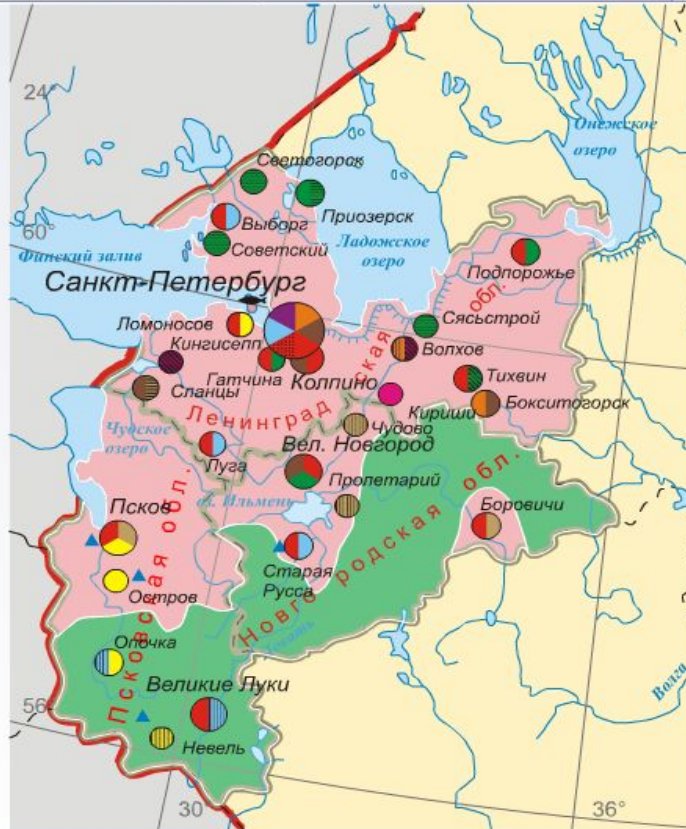 24°
Онежское
озеро
Светогорск
Приозерск
60°
Выборг
Советский
Финский залив
Ладожское
озеро
Подпорожье
Санкт-Петербург
Ломоносов
Сясьстрой
Кингисепп
Волхов
Гатчина
Колпино
Тихвин
Сланцы
Кириши
Бокситогорск
Ленинградская обл.
Чудское
озеро
Чудово
Луга
Вел. Новгород
Пролетарий
оз. Ильмень
Псков
Боровичи
Старая
Русса
Остров
Новгородская обл.
Псковская обл.
Опочка
Великие Луки
56°
Невель
Волга
30°
36°